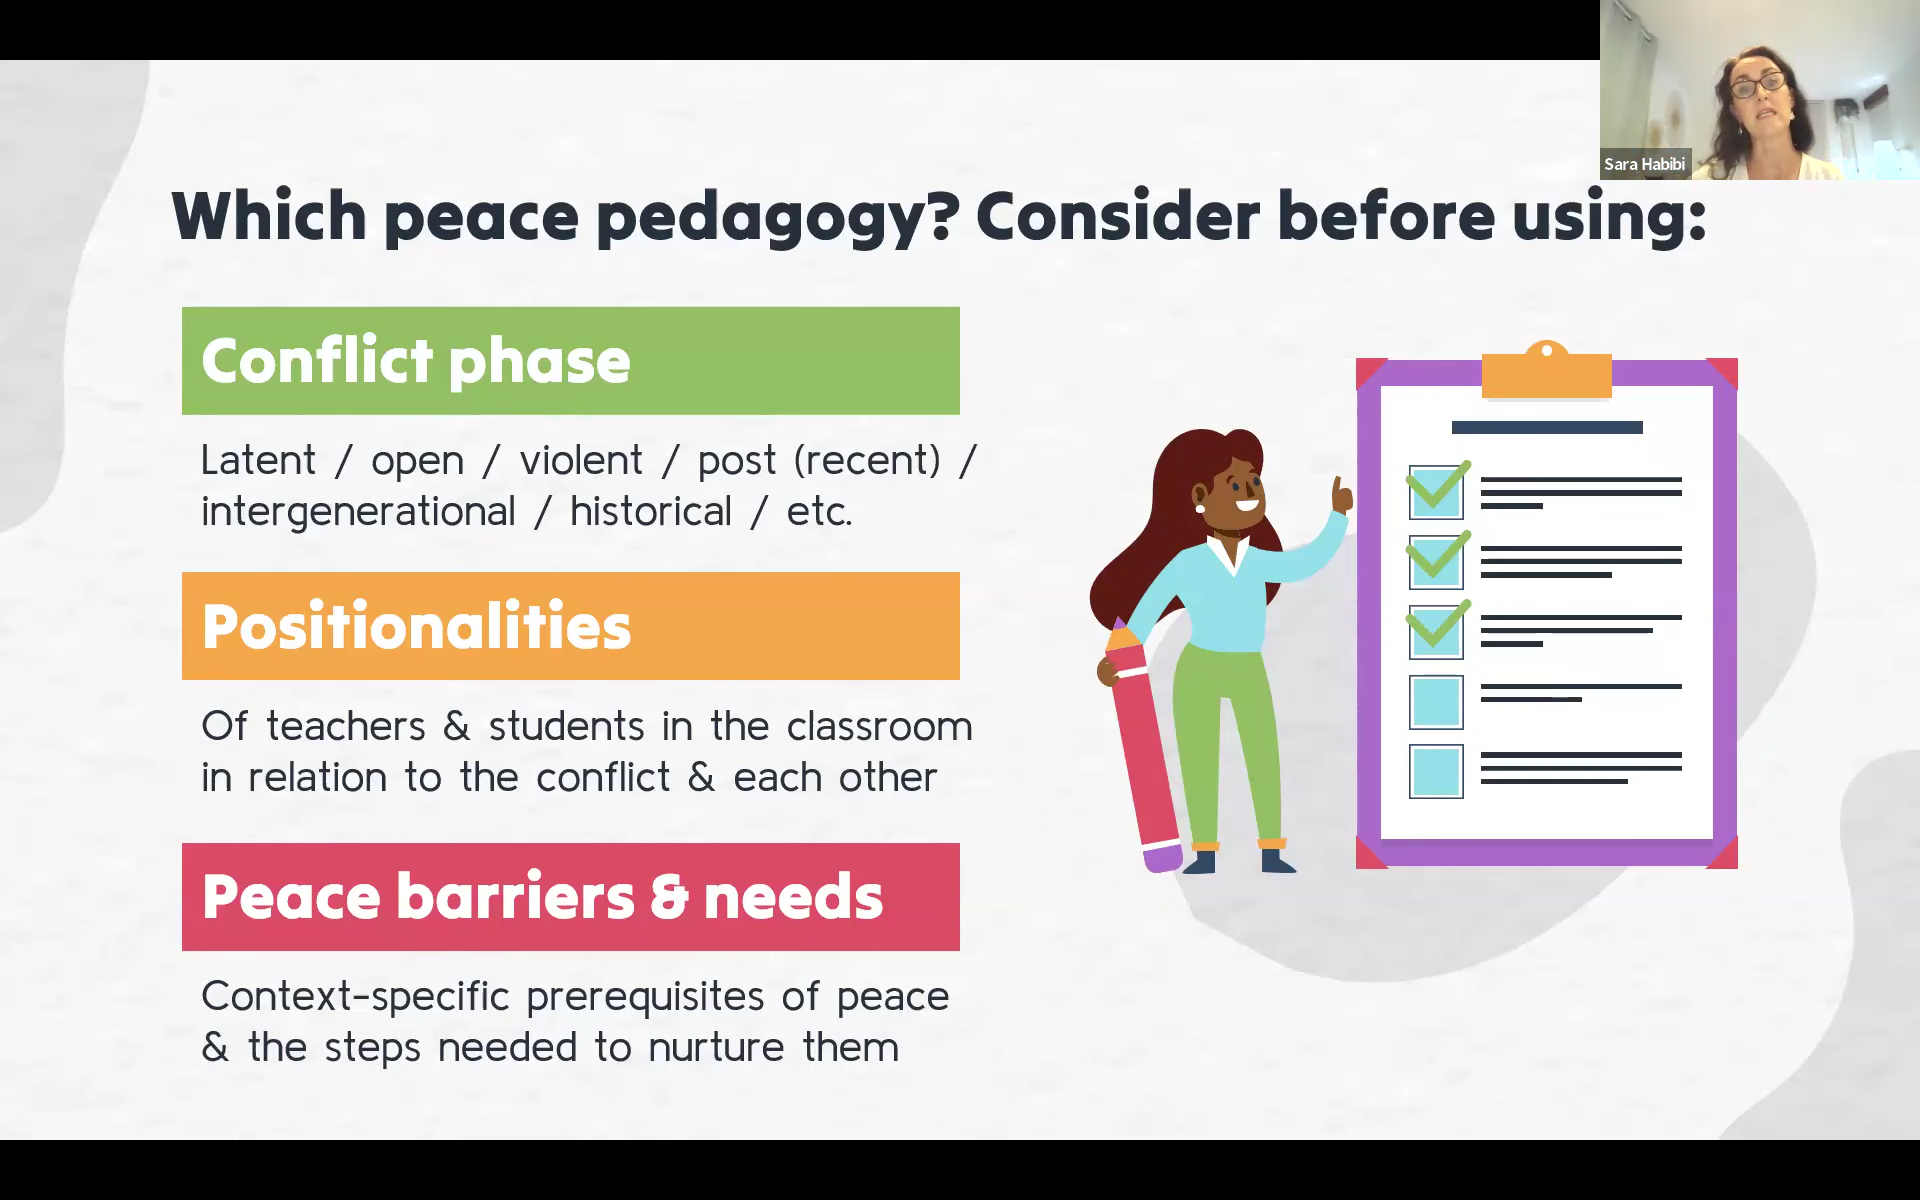 Sara Habibi
Which peace pedagogy? Consider before using:
Conflict phase
Latent / open / violent / post (recent) /
intergenerational / historical / etc.
Positionalities
Of teachers & students in the classroom
in relation to the conflict & each other
Peace barriers & needs
Context-specific prerequisites of peace
& the steps needed to nurture them